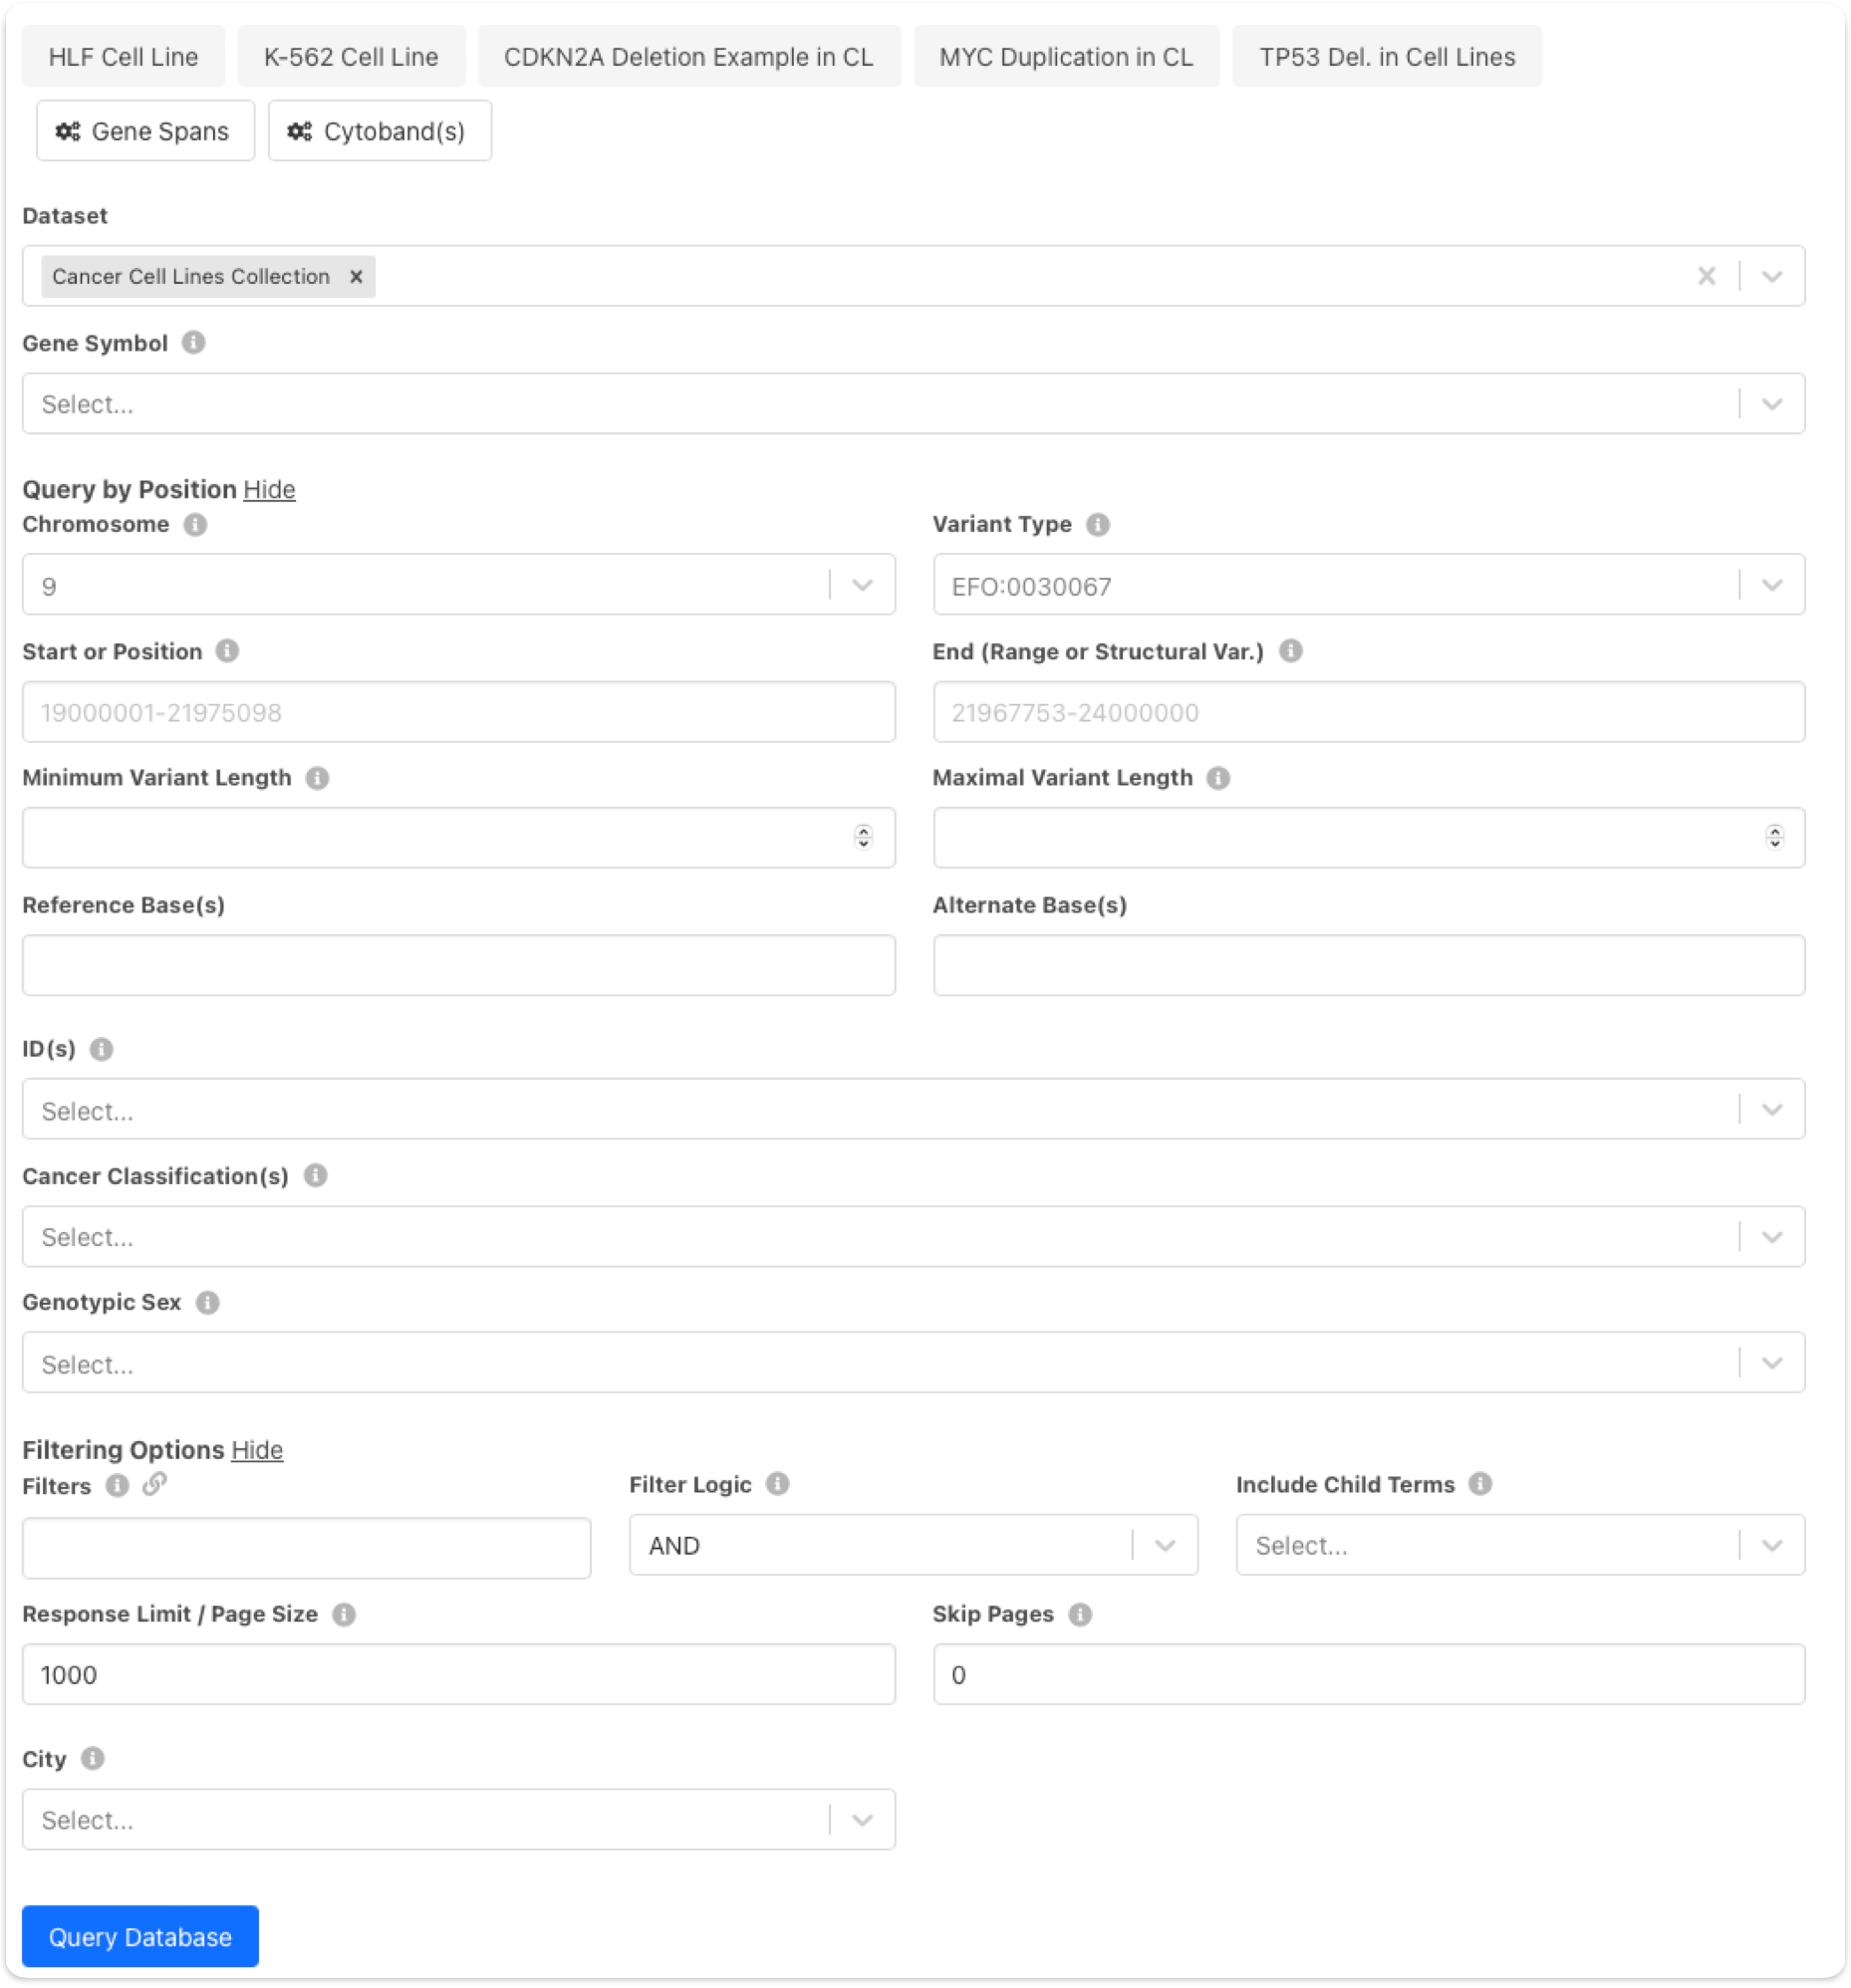 HLF Cell Line K-562 Cell Line CDKN2A Deletion Example in CL MYC Duplication in CL TP53 Del. in Cell Lines
Gene Spans Cytoband(s)
Dataset
Cancer Cell Lines Collection
Gene Symbol
Select...
Query by Position Hide
Chromosome Variant Type
9 EFO:0030067
Start or Position End (Range or Structural Var.)
19000001-21975098 21967753-24000000
Minimum Variant Length Maximal Variant Length
Reference Base(s) Alternate Base(s)
ID(s)
Select...
Cancer Classification(s)
Select...
Genotypic Sex
Select...
Filtering Options Hide
Filters Filter Logic Include Child Terms
AND Select...
Response Limit / Page Size Skip Pages
1000 0
City
Select...
Query Database